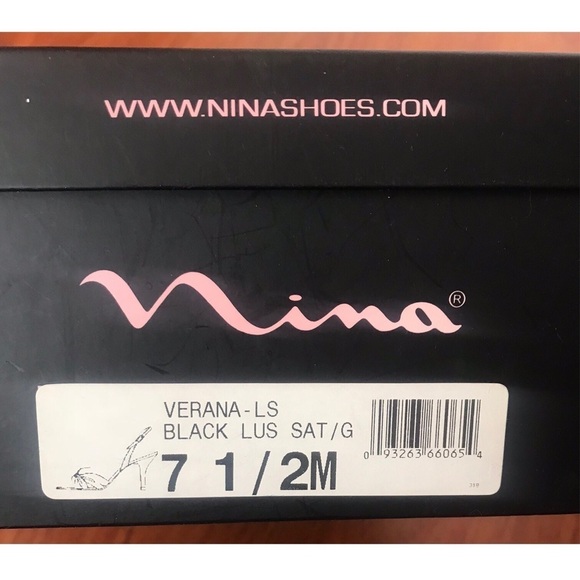 WWW.NINASHOES.COM
Nina®
VERANA-LS
BLACK LUS SAT/G
7 1/2M
0 93263 66065 4